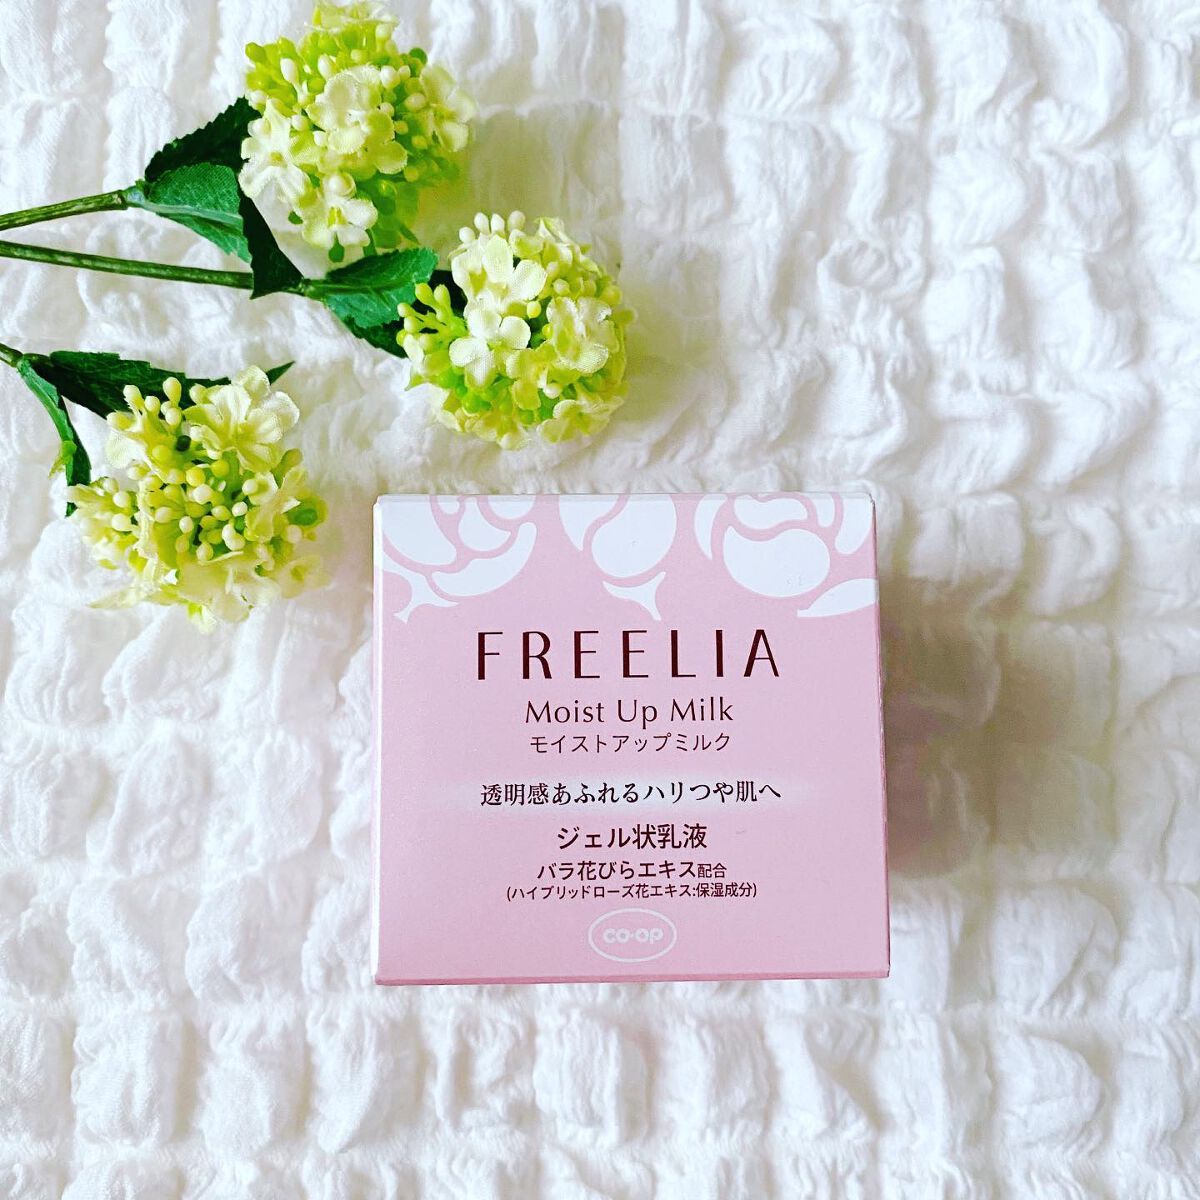 FREELIA
Moist Up Milk
モイストアップミルク
透明感あふれるハリつや肌へ
ジェル状乳液
バラ花びらエキス配合
(ハイブリッドローズ花エキス:保湿成分)
co･op